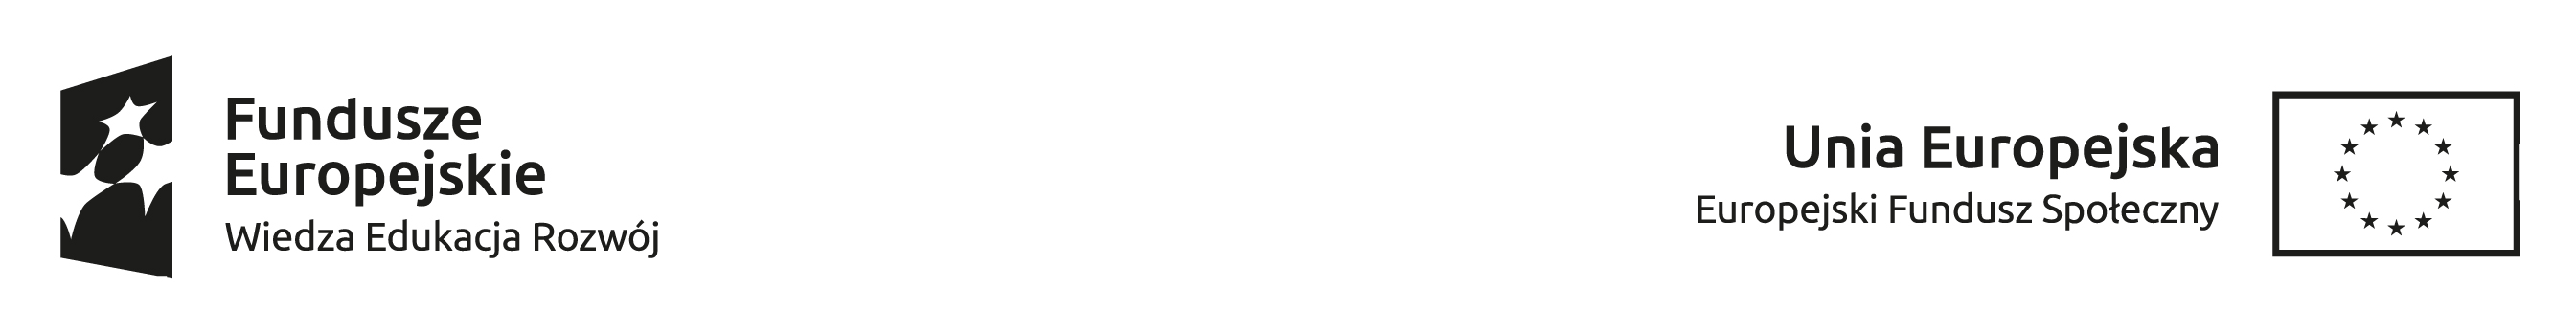 Fundusze
Europejskie
Wiedza Edukacja Rozwój
Unia Europejska
Europejski Fundusz Społeczny